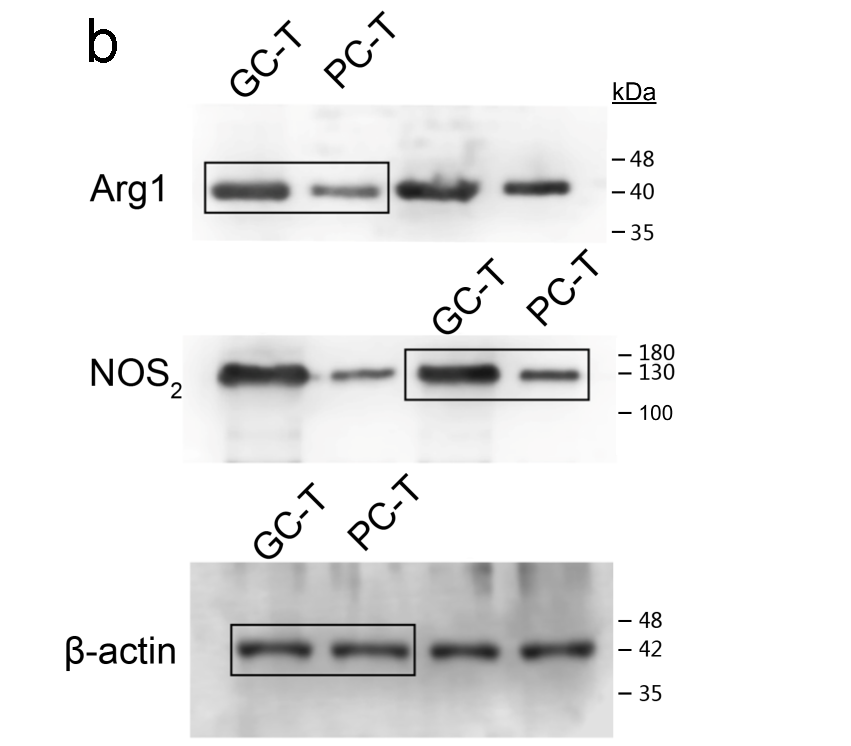 b
GC-T PC-T
kDa
Arg1
48
40
35
GC-T PC-T
NOS2
180
130
100
GC-T PC-T
β-actin
48
42
35